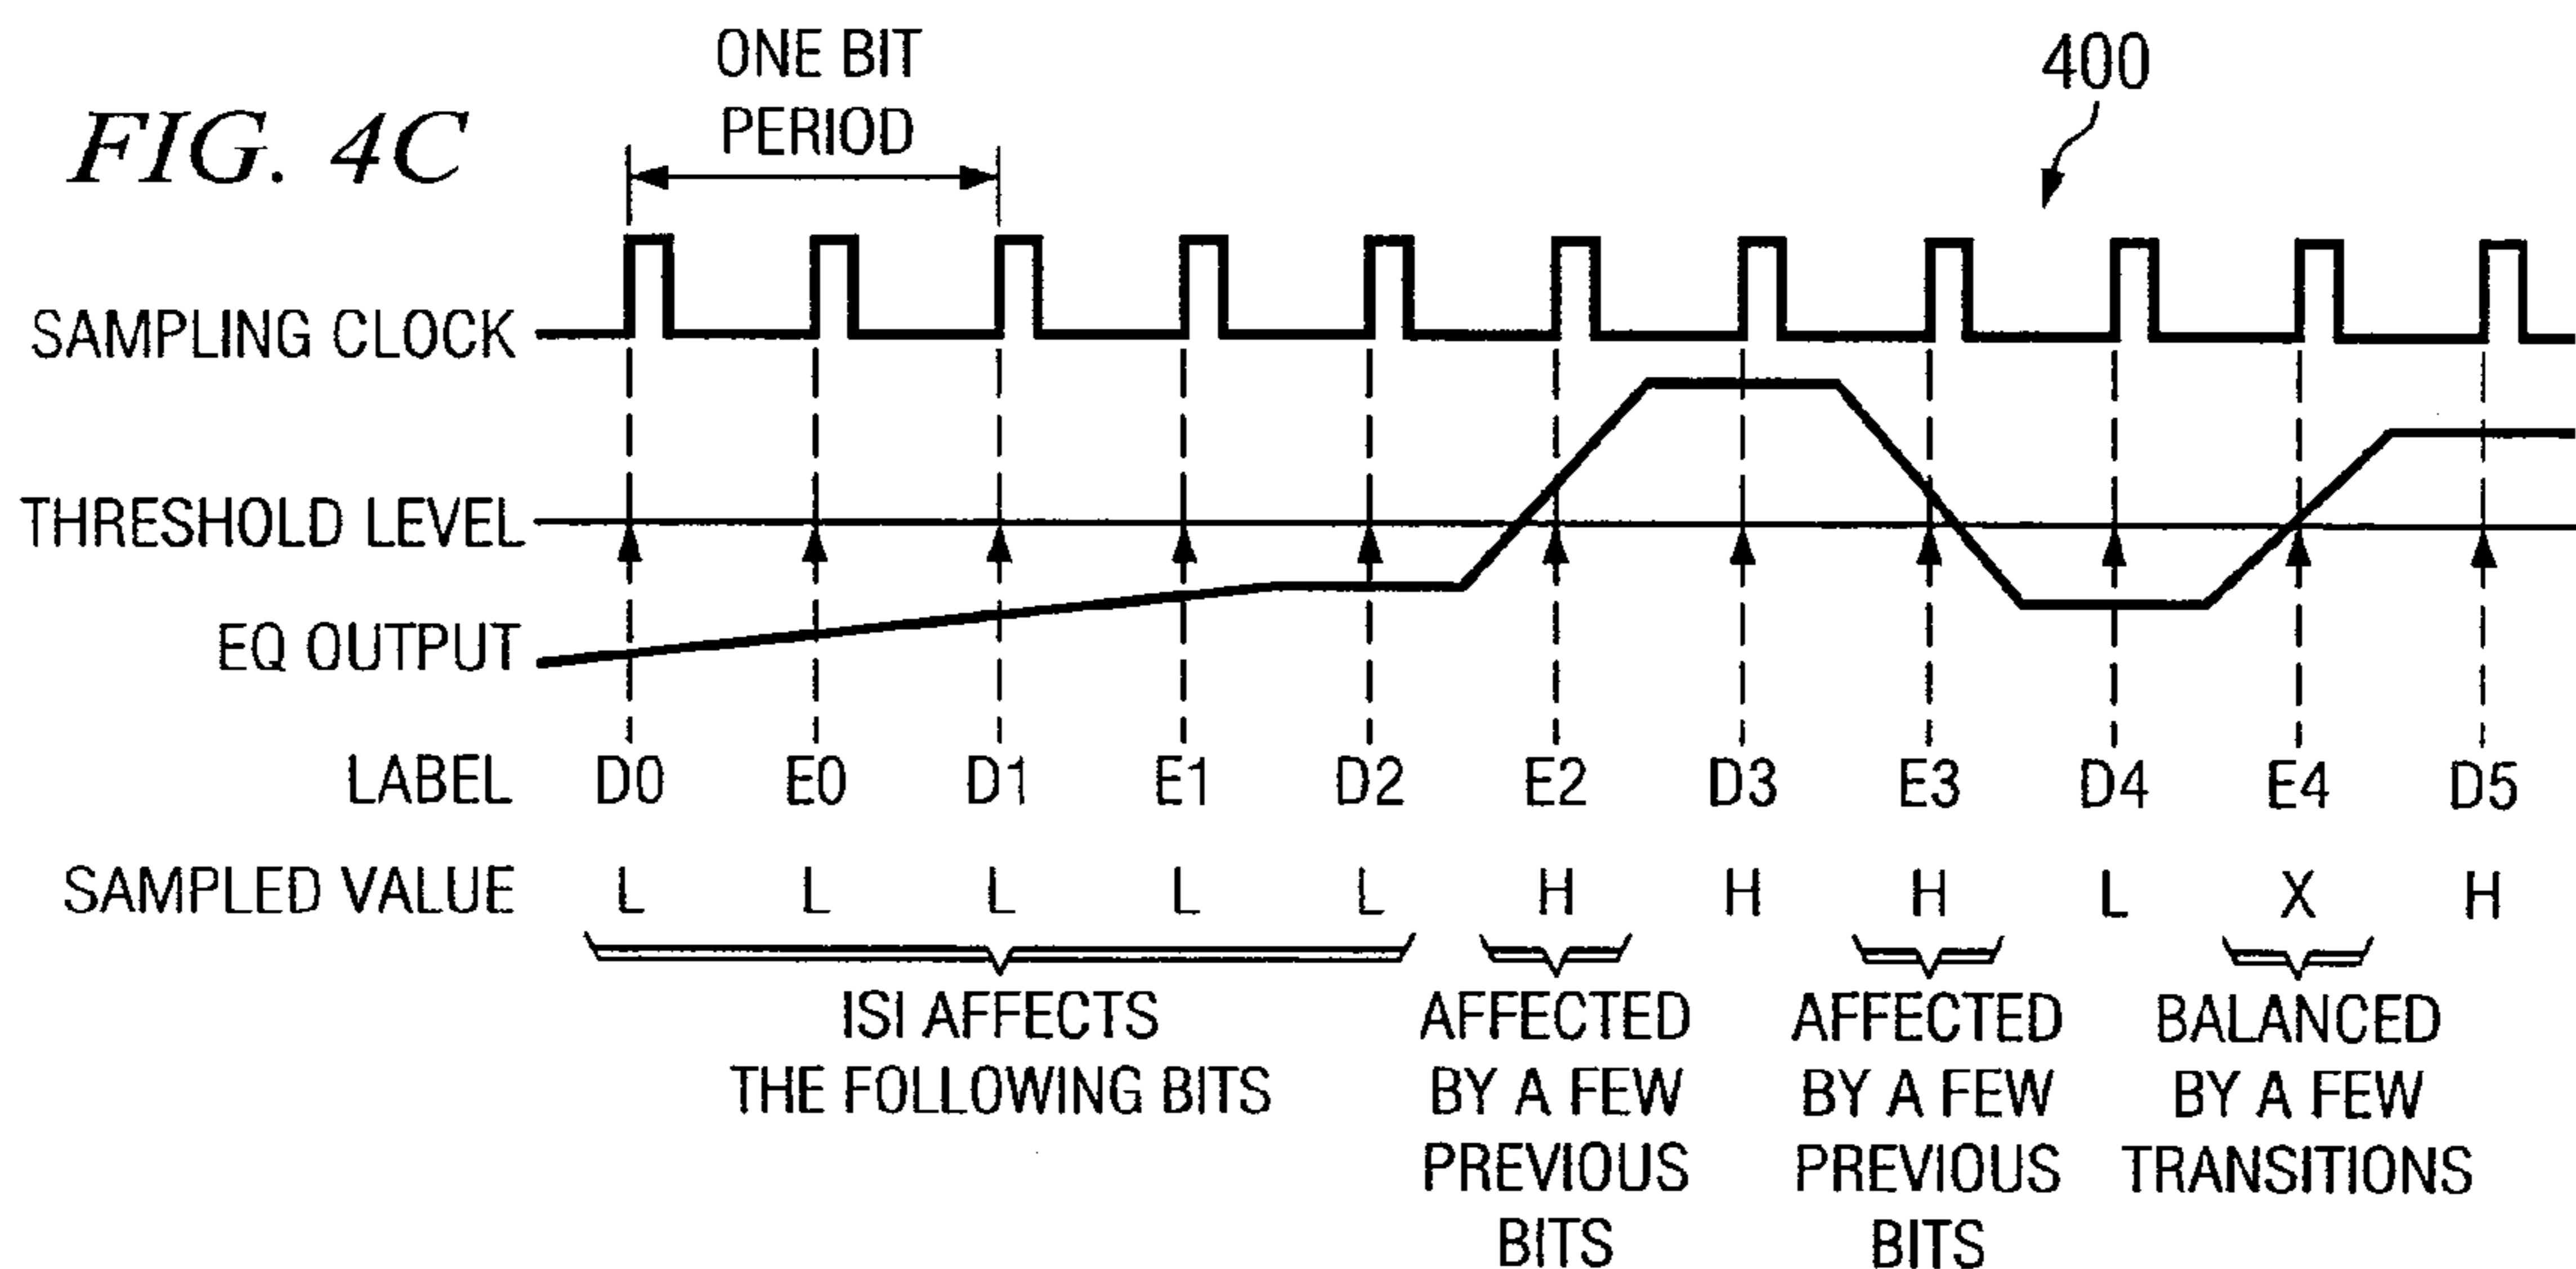 FIG. 4C
ONE BIT
PERIOD
400
SAMPLING CLOCK
THRESHOLD LEVEL
EQ OUTPUT
LABEL D0 E0 D1 E1 D2 E2 D3 E3 D4 E4 D5
SAMPLED VALUE L L L L L H H H L X H
ISI AFFECTS
THE FOLLOWING BITS
AFFECTED
BY A FEW
PREVIOUS
BITS
AFFECTED
BY A FEW
PREVIOUS
BITS
BALANCED
BY A FEW
TRANSITIONS